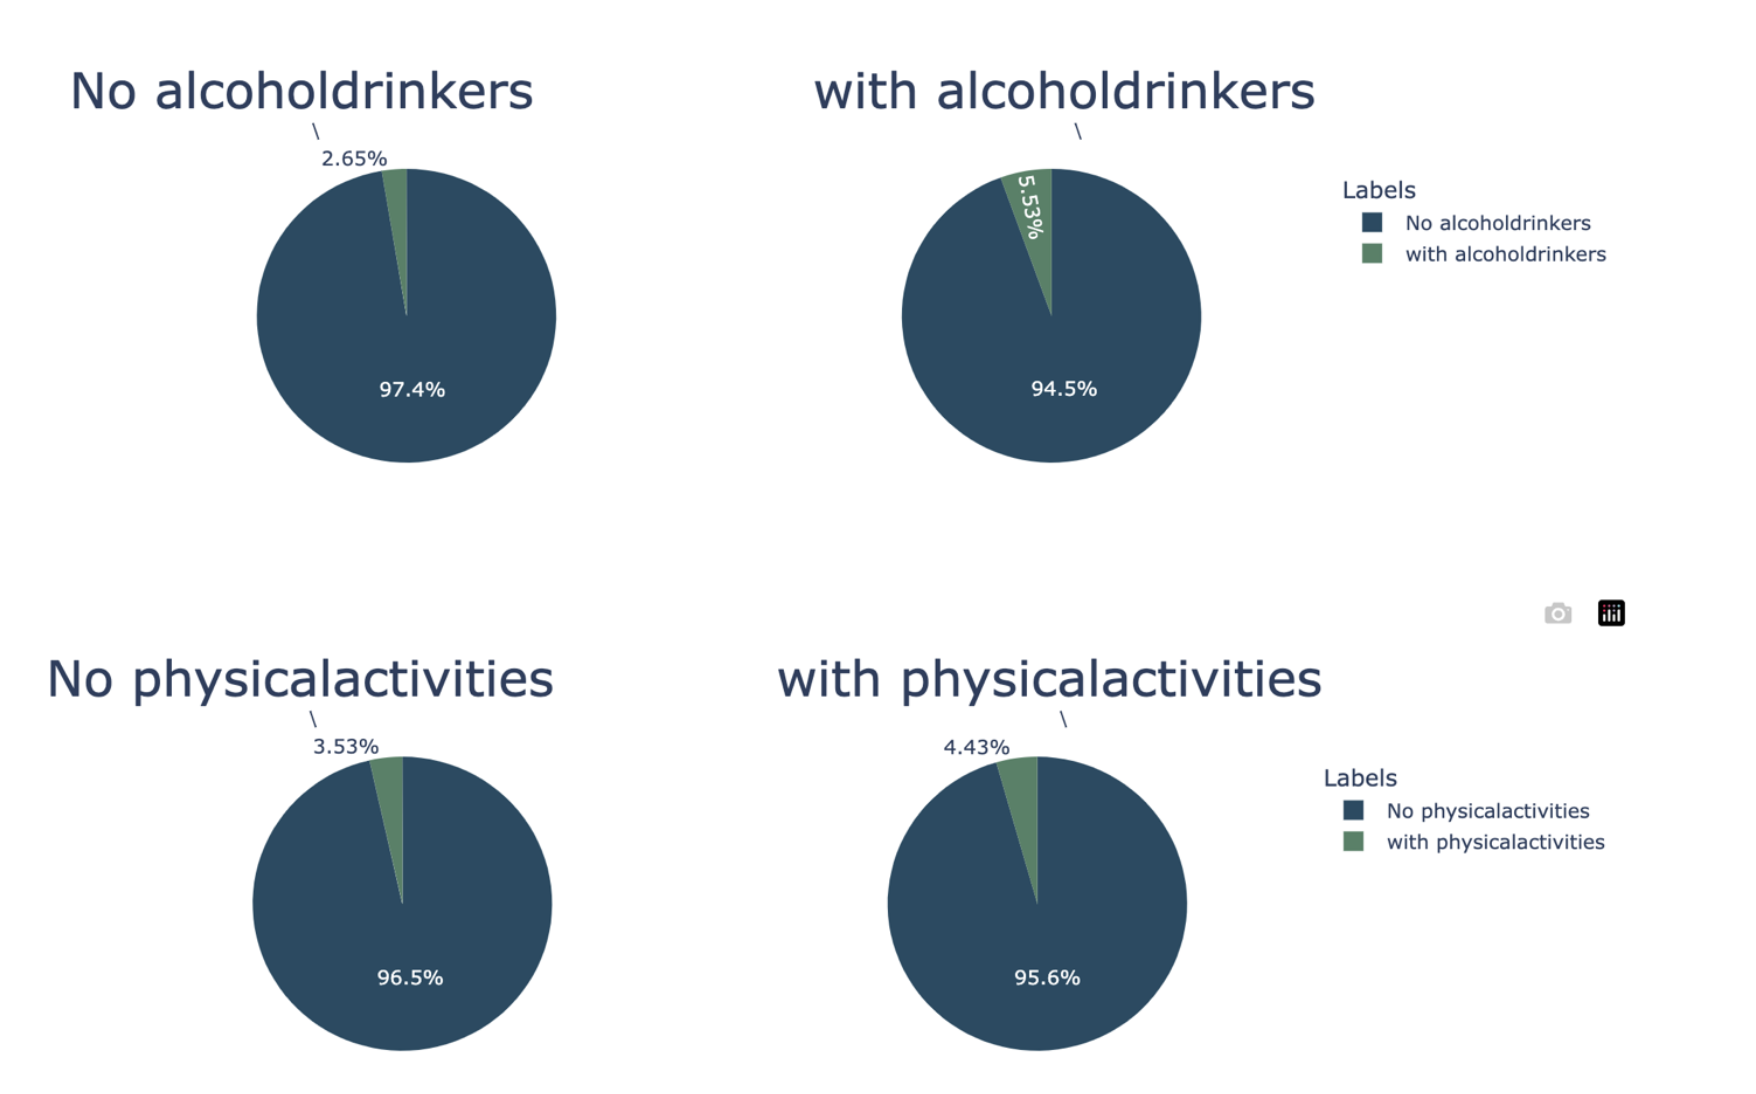 No alcoholdrinkers
with alcoholdrinkers
2.65%
5.53%
97.4%
94.5%
Labels
No alcoholdrinkers
with alcoholdrinkers
No physicalactivities
with physicalactivities
3.53%
4.43%
96.5%
95.6%
Labels
No physicalactivities
with physicalactivities